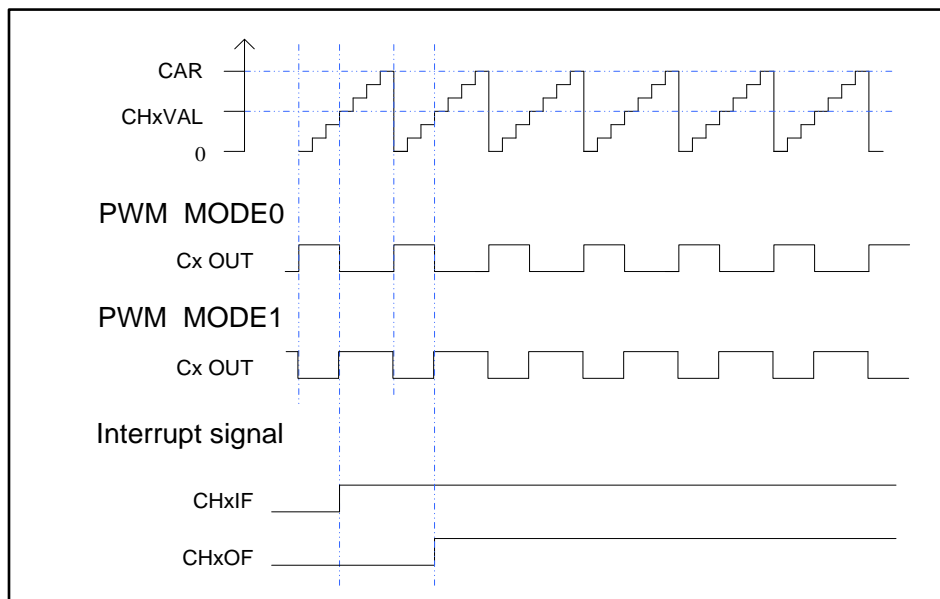 CAR
CHxVAL
0
PWM MODE0
Cx OUT
PWM MODE1
Cx OUT
Interrupt signal
CHxIF
CHxOF